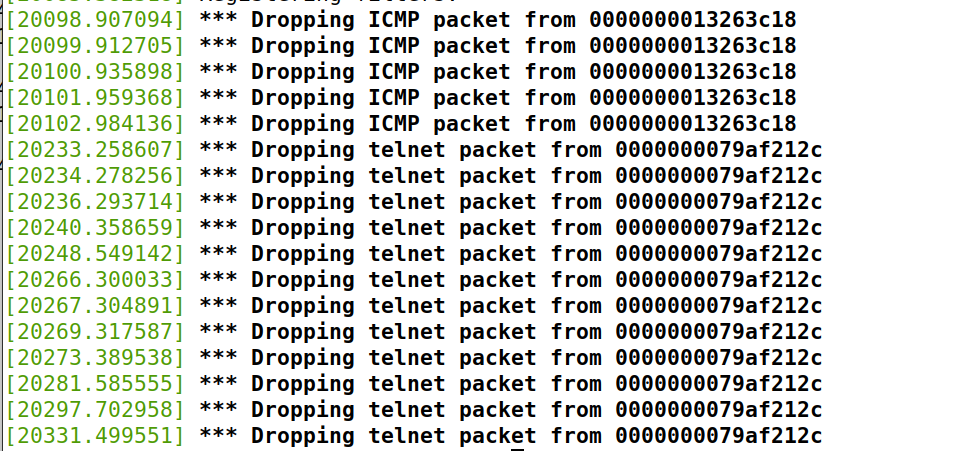 [20098.907094] *** Dropping ICMP packet from 0000000013263c18
[20099.912705] *** Dropping ICMP packet from 0000000013263c18
[20100.935898] *** Dropping ICMP packet from 0000000013263c18
[20101.959368] *** Dropping ICMP packet from 0000000013263c18
[20102.984136] *** Dropping ICMP packet from 0000000013263c18
[20233.258607] *** Dropping telnet packet from 0000000079af212c
[20234.278256] *** Dropping telnet packet from 0000000079af212c
[20236.293714] *** Dropping telnet packet from 0000000079af212c
[20240.358659] *** Dropping telnet packet from 0000000079af212c
[20248.549142] *** Dropping telnet packet from 0000000079af212c
[20266.300033] *** Dropping telnet packet from 0000000079af212c
[20267.304891] *** Dropping telnet packet from 0000000079af212c
[20269.317587] *** Dropping telnet packet from 0000000079af212c
[20273.389538] *** Dropping telnet packet from 0000000079af212c
[20281.585555] *** Dropping telnet packet from 0000000079af212c
[20297.702958] *** Dropping telnet packet from 0000000079af212c
[20331.499551] *** Dropping telnet packet from 0000000079af212c